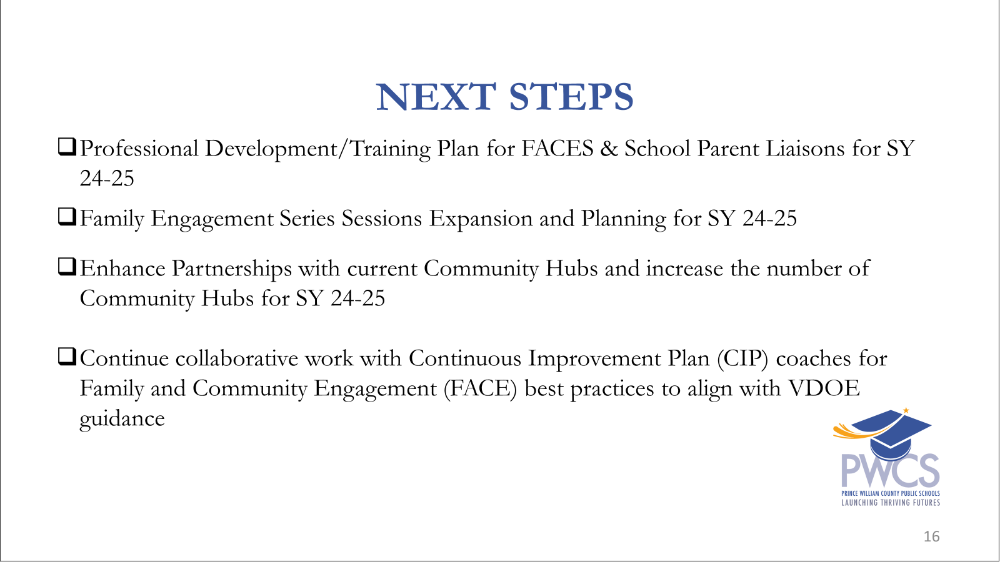 NEXT STEPS
❑Professional Development/Training Plan for FACES & School Parent Liaisons for SY
24-25
❑Family Engagement Series Sessions Expansion and Planning for SY 24-25
❑Enhance Partnerships with current Community Hubs and increase the number of
Community Hubs for SY 24-25
❑Continue collaborative work with Continuous Improvement Plan (CIP) coaches for
Family and Community Engagement (FACE) best practices to align with VDOE
guidance
PWCS
PRINCE WILLIAM COUNTY PUBLIC SCHOOLS
LAUNCHING THRIVING FUTURES
16